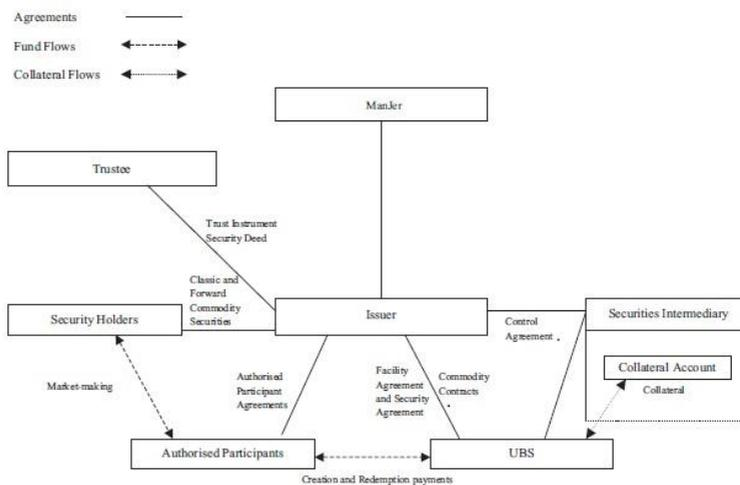 Agreements
Fund Flows
Collateral Flows
ManJer
Trustee
Trust Instrument
Security Deed
Classic and
Forward
Commodity
Securities
Security Holders
Issuer
Securities Intermediary
Control
Agreement .
Collateral Account
Collateral
Market-making
Authorised
Participant
Agreements
Facility
Agreement
and Security
Agreement
Commodity
Contracts
.
Authorised Participants
UBS
Creation and Redemption payments